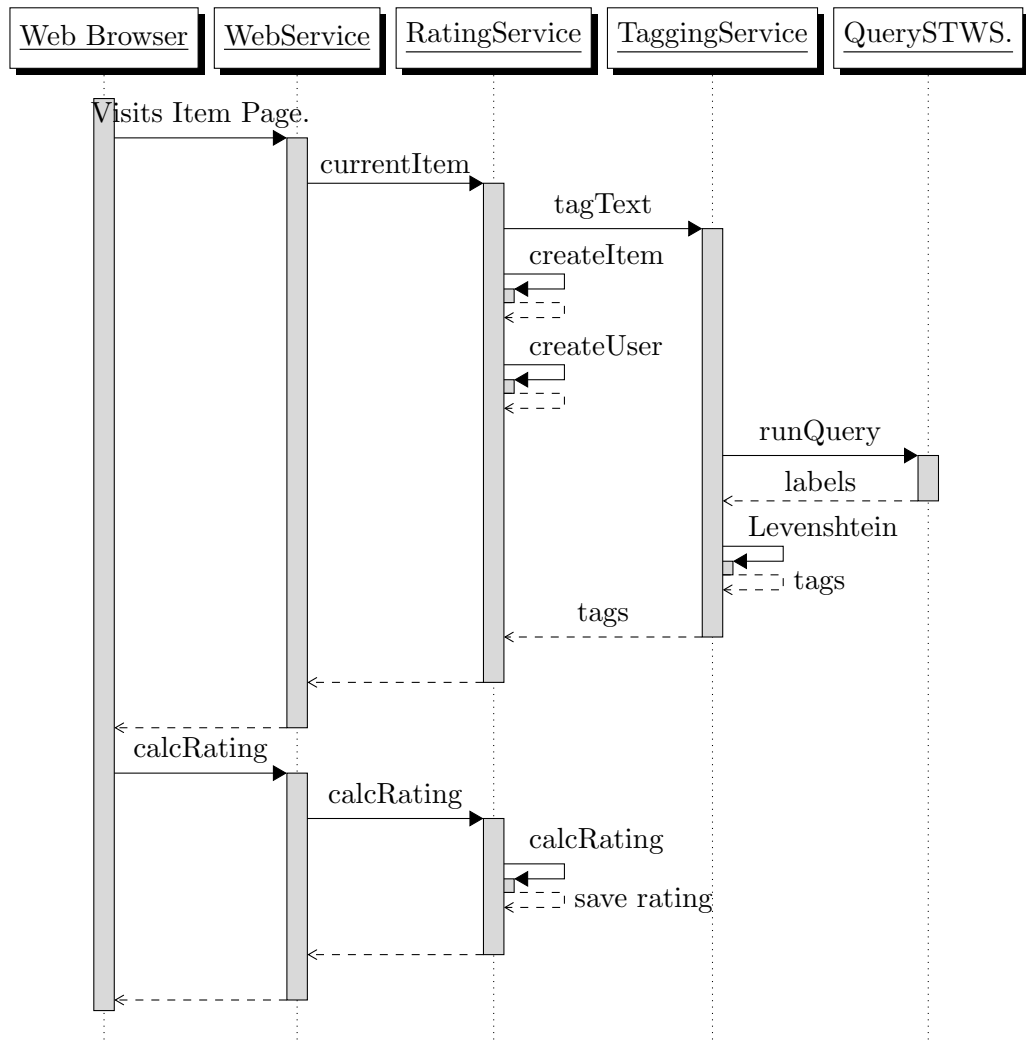 Web Browser
WebService
RatingService
TaggingService
QuerySTWS.
Visits Item Page.
currentItem
tagText
createItem
createUser
runQuery
labels
Levenshtein
tags
tags
calcRating
calcRating
calcRating
save rating